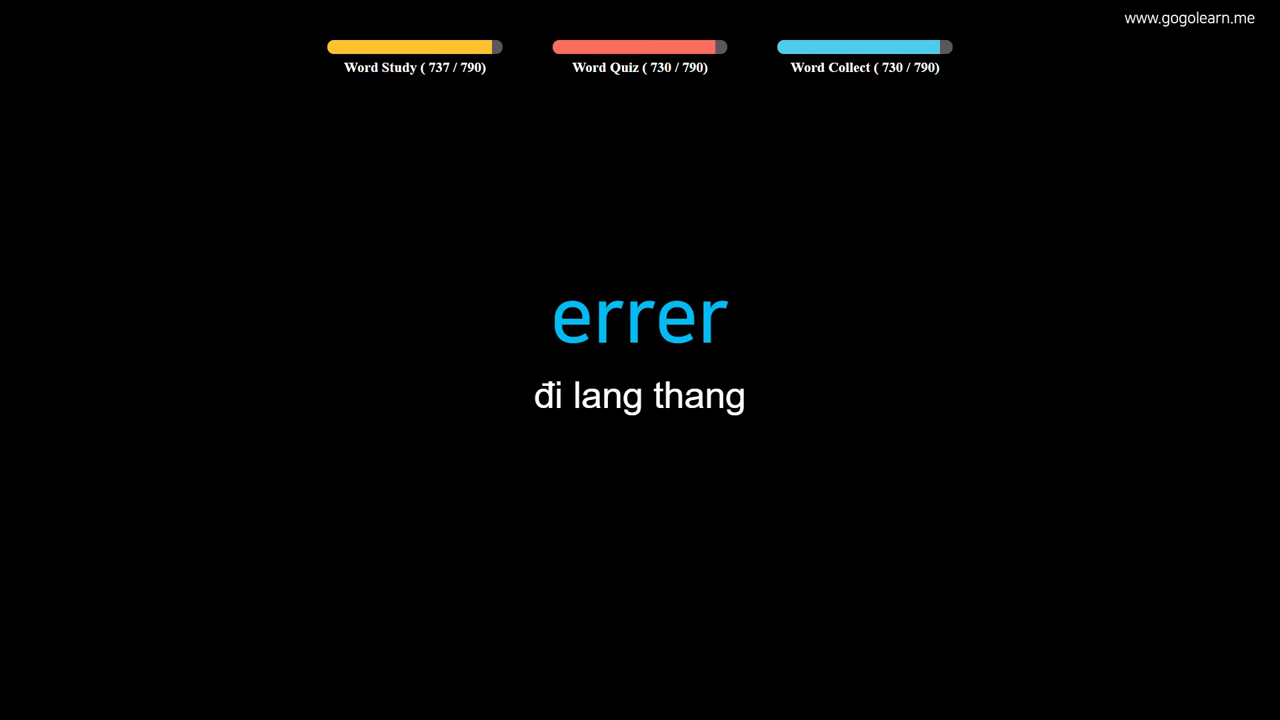 www.gogolearn.me
Word Study ( 737 / 790)
Word Quiz ( 730 / 790)
Word Collect ( 730 / 790)
errer
đi lang thang